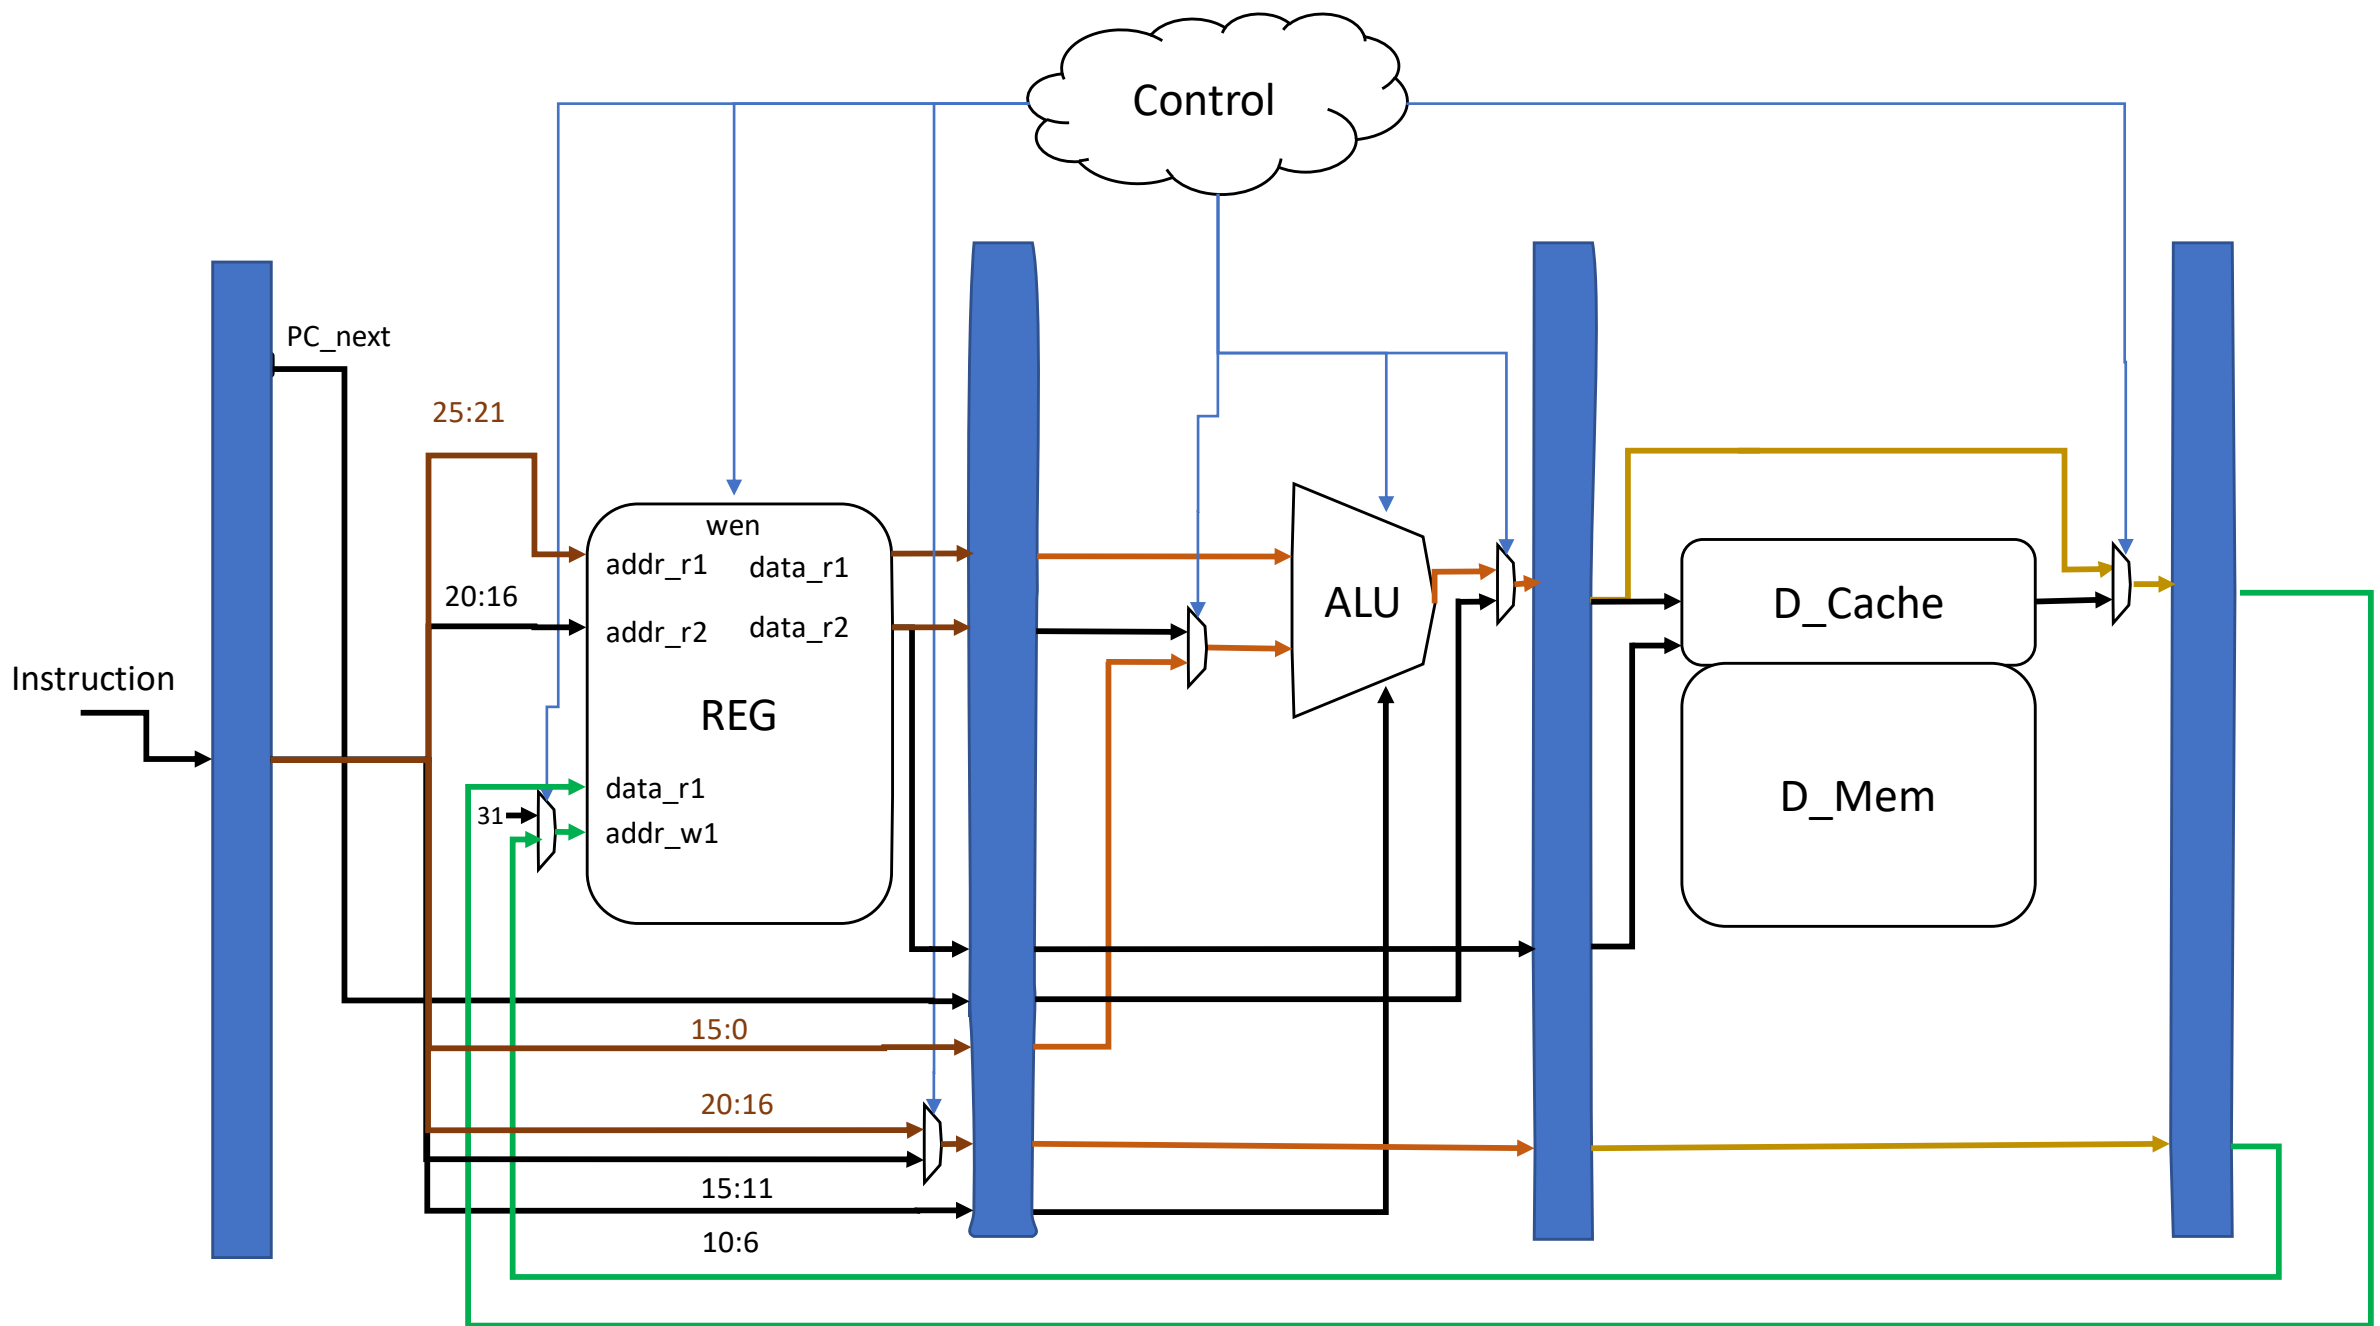 Control
PC_next
25:21
wen
addr_r1
data_r1
20:16
addr_r2
data_r2
ALU
D_Cache
Instruction
REG
data_r1
31
addr_w1
D_Mem
15:0
20:16
15:11
10:6